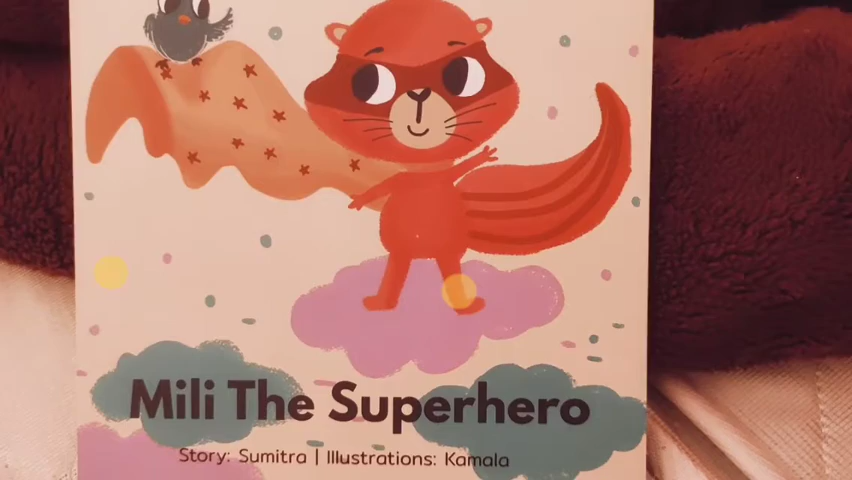 Mili The Superhero
Story: Sumitra | Illustrations: Kamala